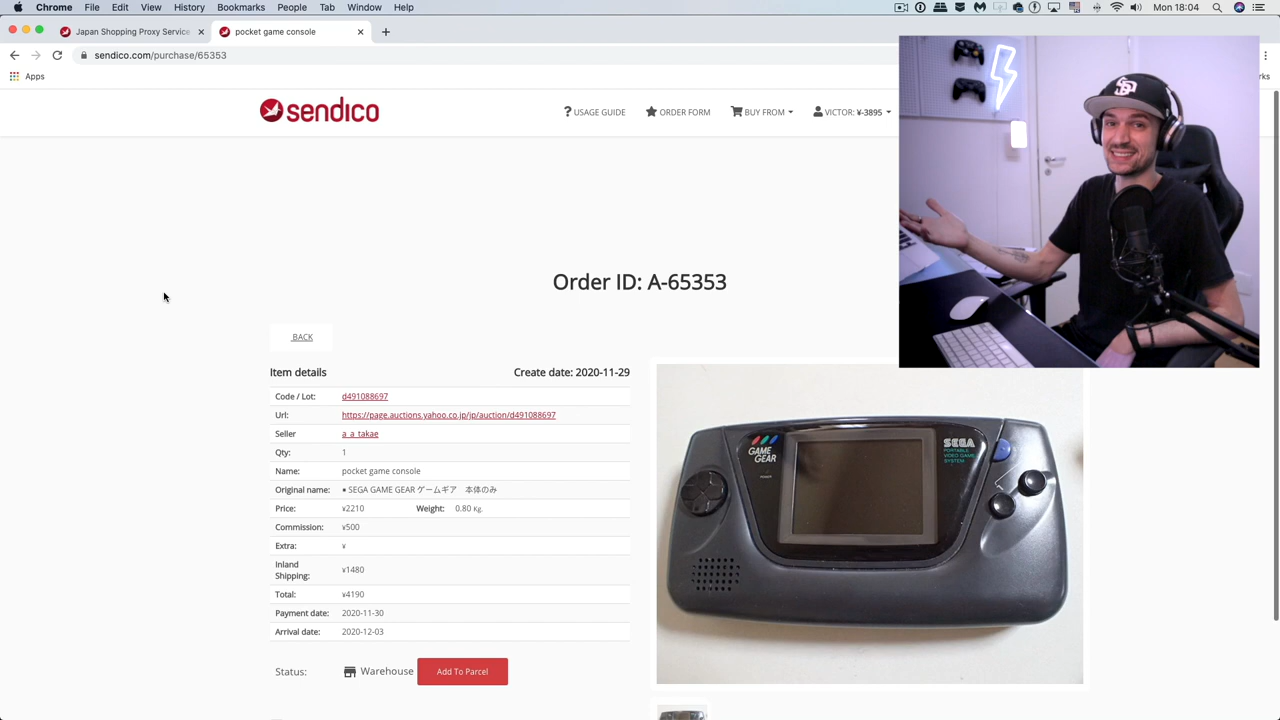 Chrome File Edit View History Bookmarks People Tab Window Help Mon 18:04
Japan Shopping Proxy Service
pocket game console
sendico.com/purchase/65353
Apps
sendico
USAGE GUIDE
ORDER FORM
BUY FROM
VICTOR: ¥-3895
Order ID: A-65353
BACK
Item details Create date: 2020-11-29
Code / Lot: d491088697
Url: https://page.auctions.yahoo.co.jp/jp/auction/d491088697
Seller a_a_takae
Qty: 1
Name: pocket game console
Original name: ▪ SEGA GAME GEAR ゲームギア 本体のみ
Price: ¥2210 Weight: 0.80 Kg.
Commission: ¥500
Extra: ¥
Inland
Shipping: ¥1480
Total: ¥4190
Payment date: 2020-11-30
Arrival date: 2020-12-03
Status: Warehouse Add To Parcel
GAME
GEAR
SEGA
PORTABLE
VIDEO GAME
SYSTEM